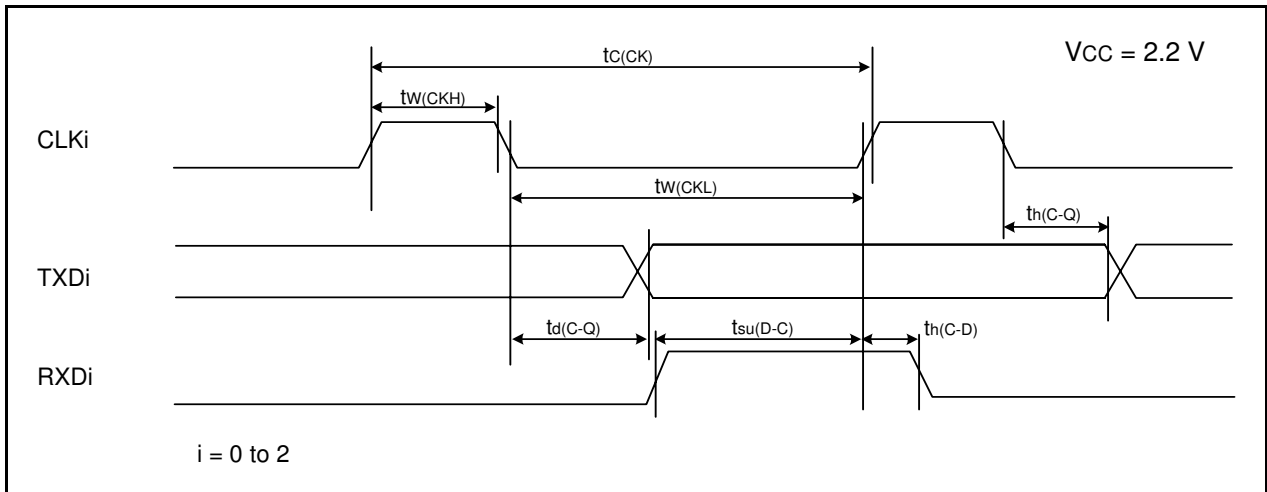 tC(CK)
VCC = 2.2 V
tW(CKH)
CLKi
tW(CKL)
th(C-Q)
TXDi
td(C-Q)
tsu(D-C)
th(C-D)
RXDi
i = 0 to 2